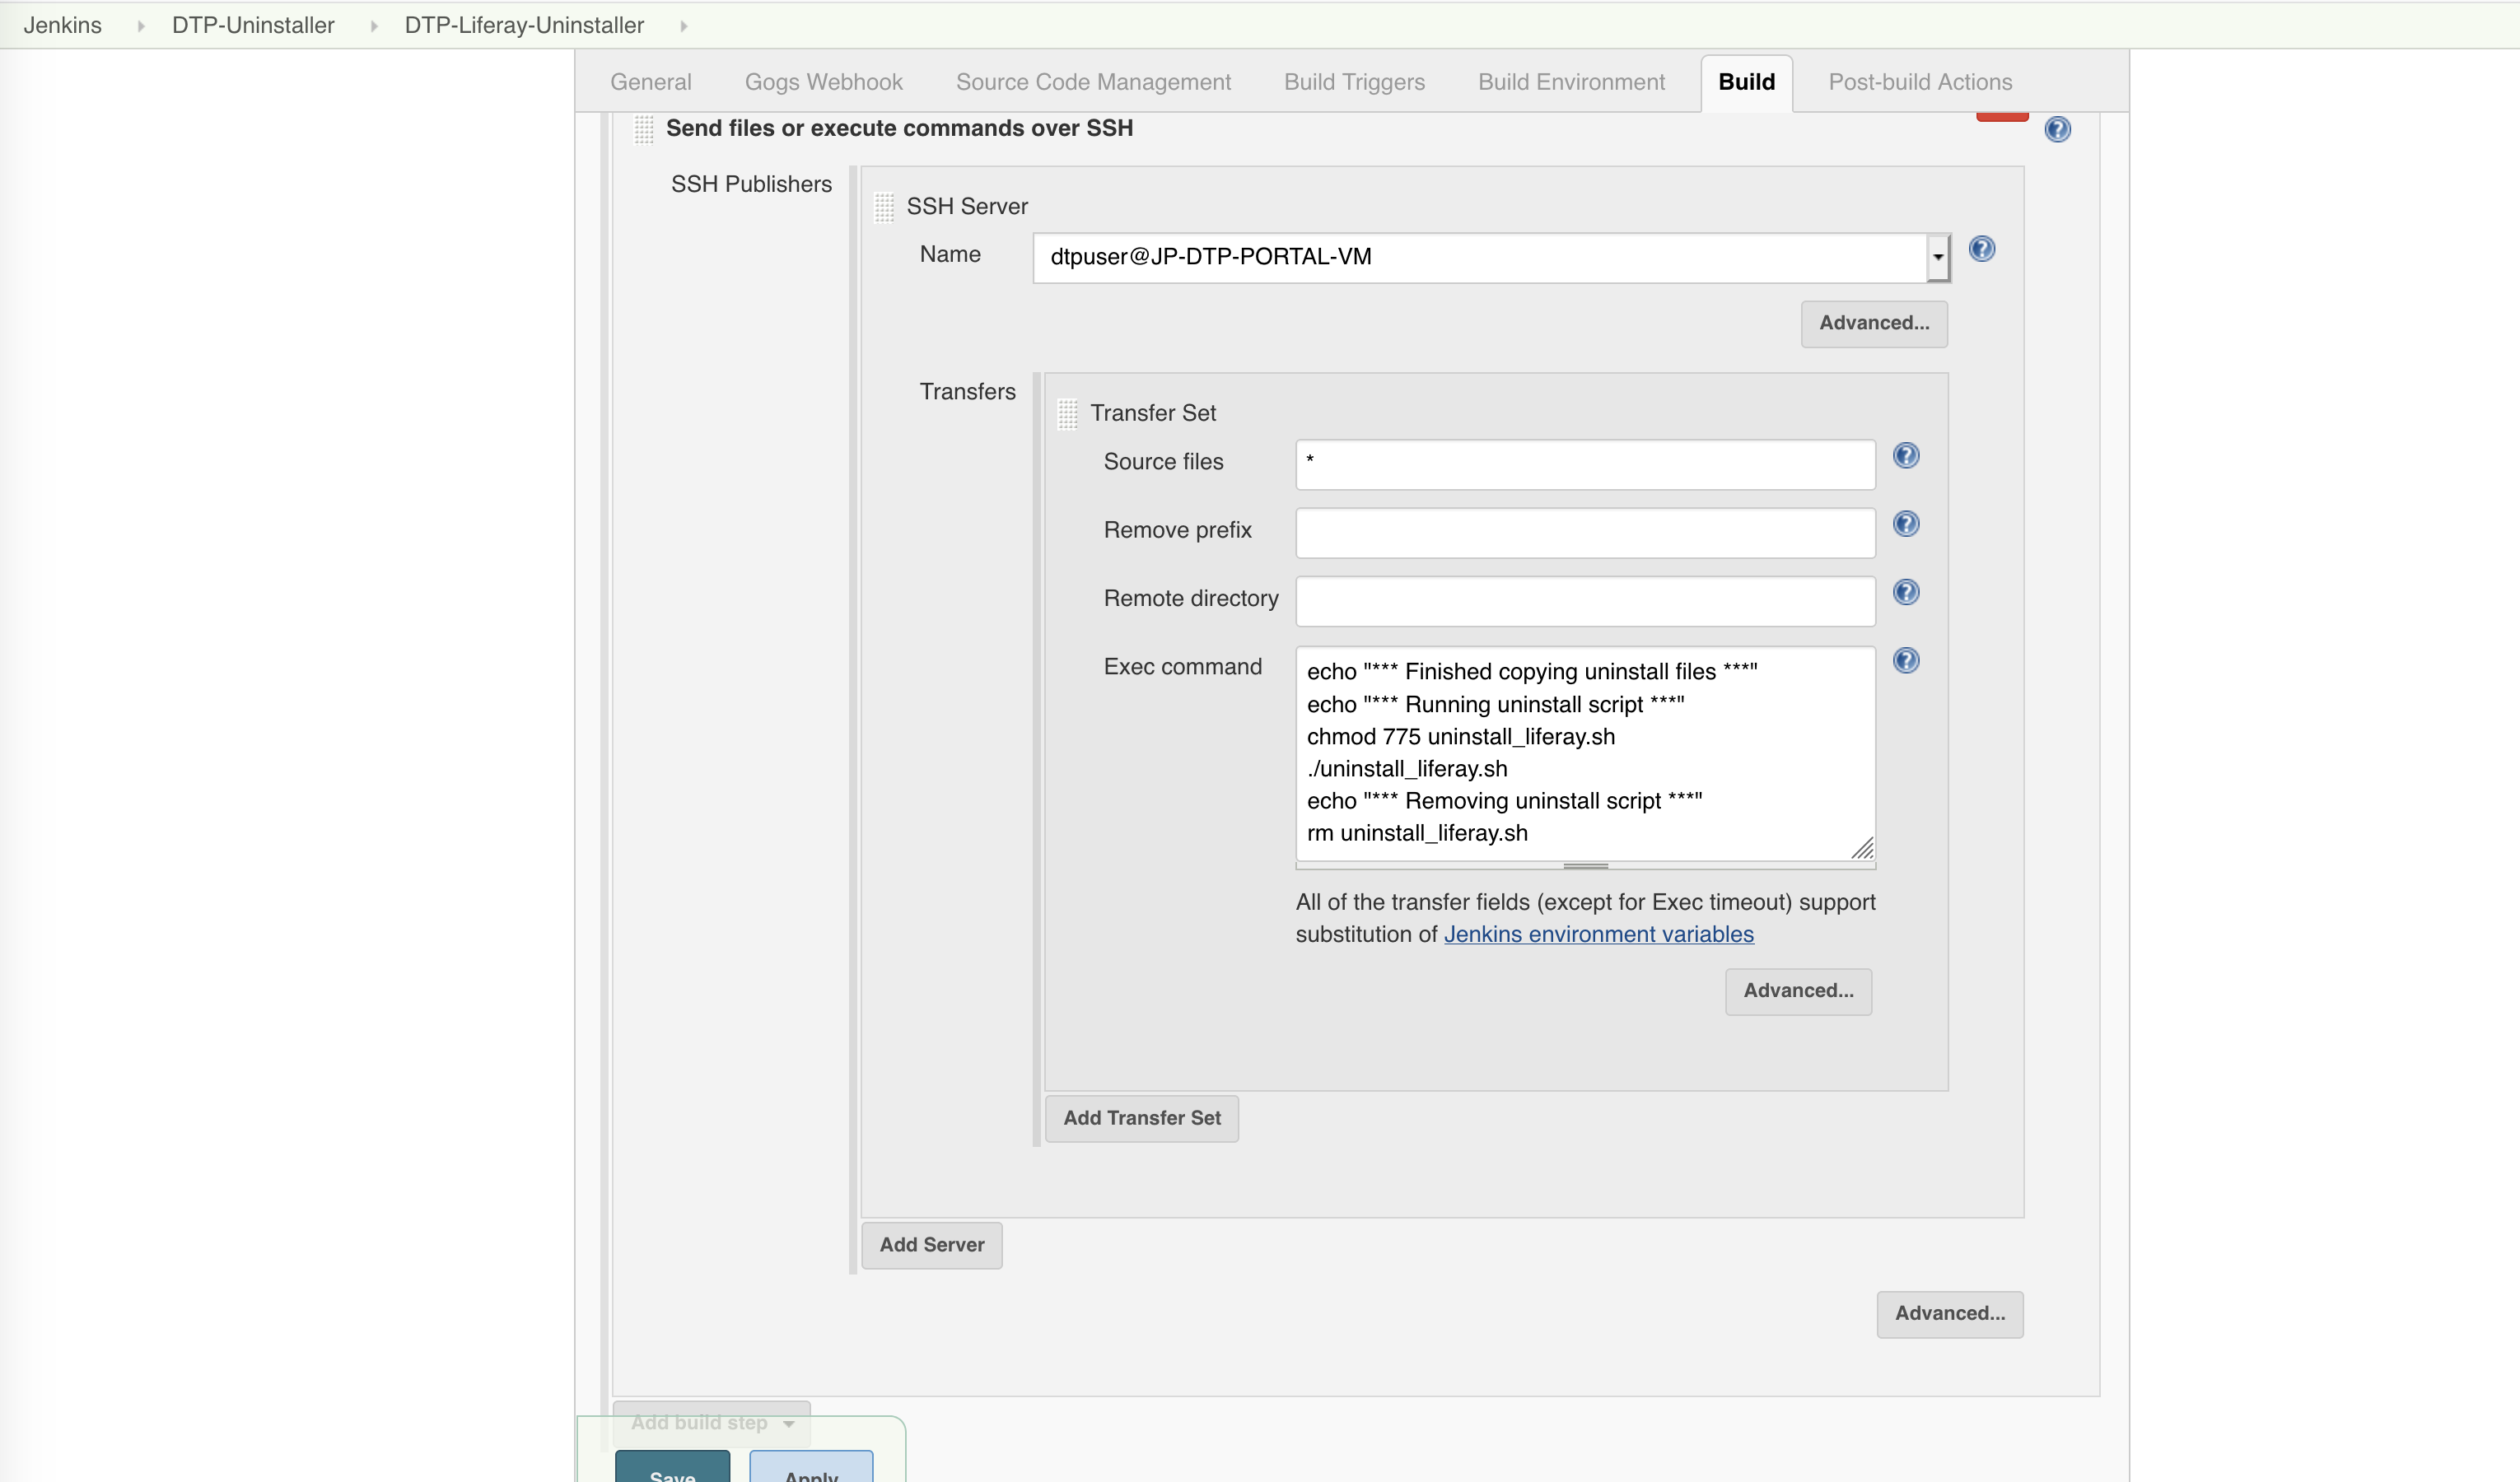 Jenkins DTP-Uninstaller DTP-Liferay-Uninstaller
General Gogs Webhook Source Code Management Build Triggers Build Environment Build Post-build Actions
Send files or execute commands over SSH
SSH Publishers
SSH Server
Name dtpuser@JP-DTP-PORTAL-VM
Advanced...
Transfers
Transfer Set
Source files *
Remove prefix
Remote directory
Exec command
echo "*** Finished copying uninstall files ***"
echo "*** Running uninstall script ***"
chmod 775 uninstall_liferay.sh
./uninstall_liferay.sh
echo "*** Removing uninstall script ***"
rm uninstall_liferay.sh
All of the transfer fields (except for Exec timeout) support
substitution of Jenkins environment variables
Advanced...
Add Transfer Set
Add Server
Advanced...
Add build step
Save Apply